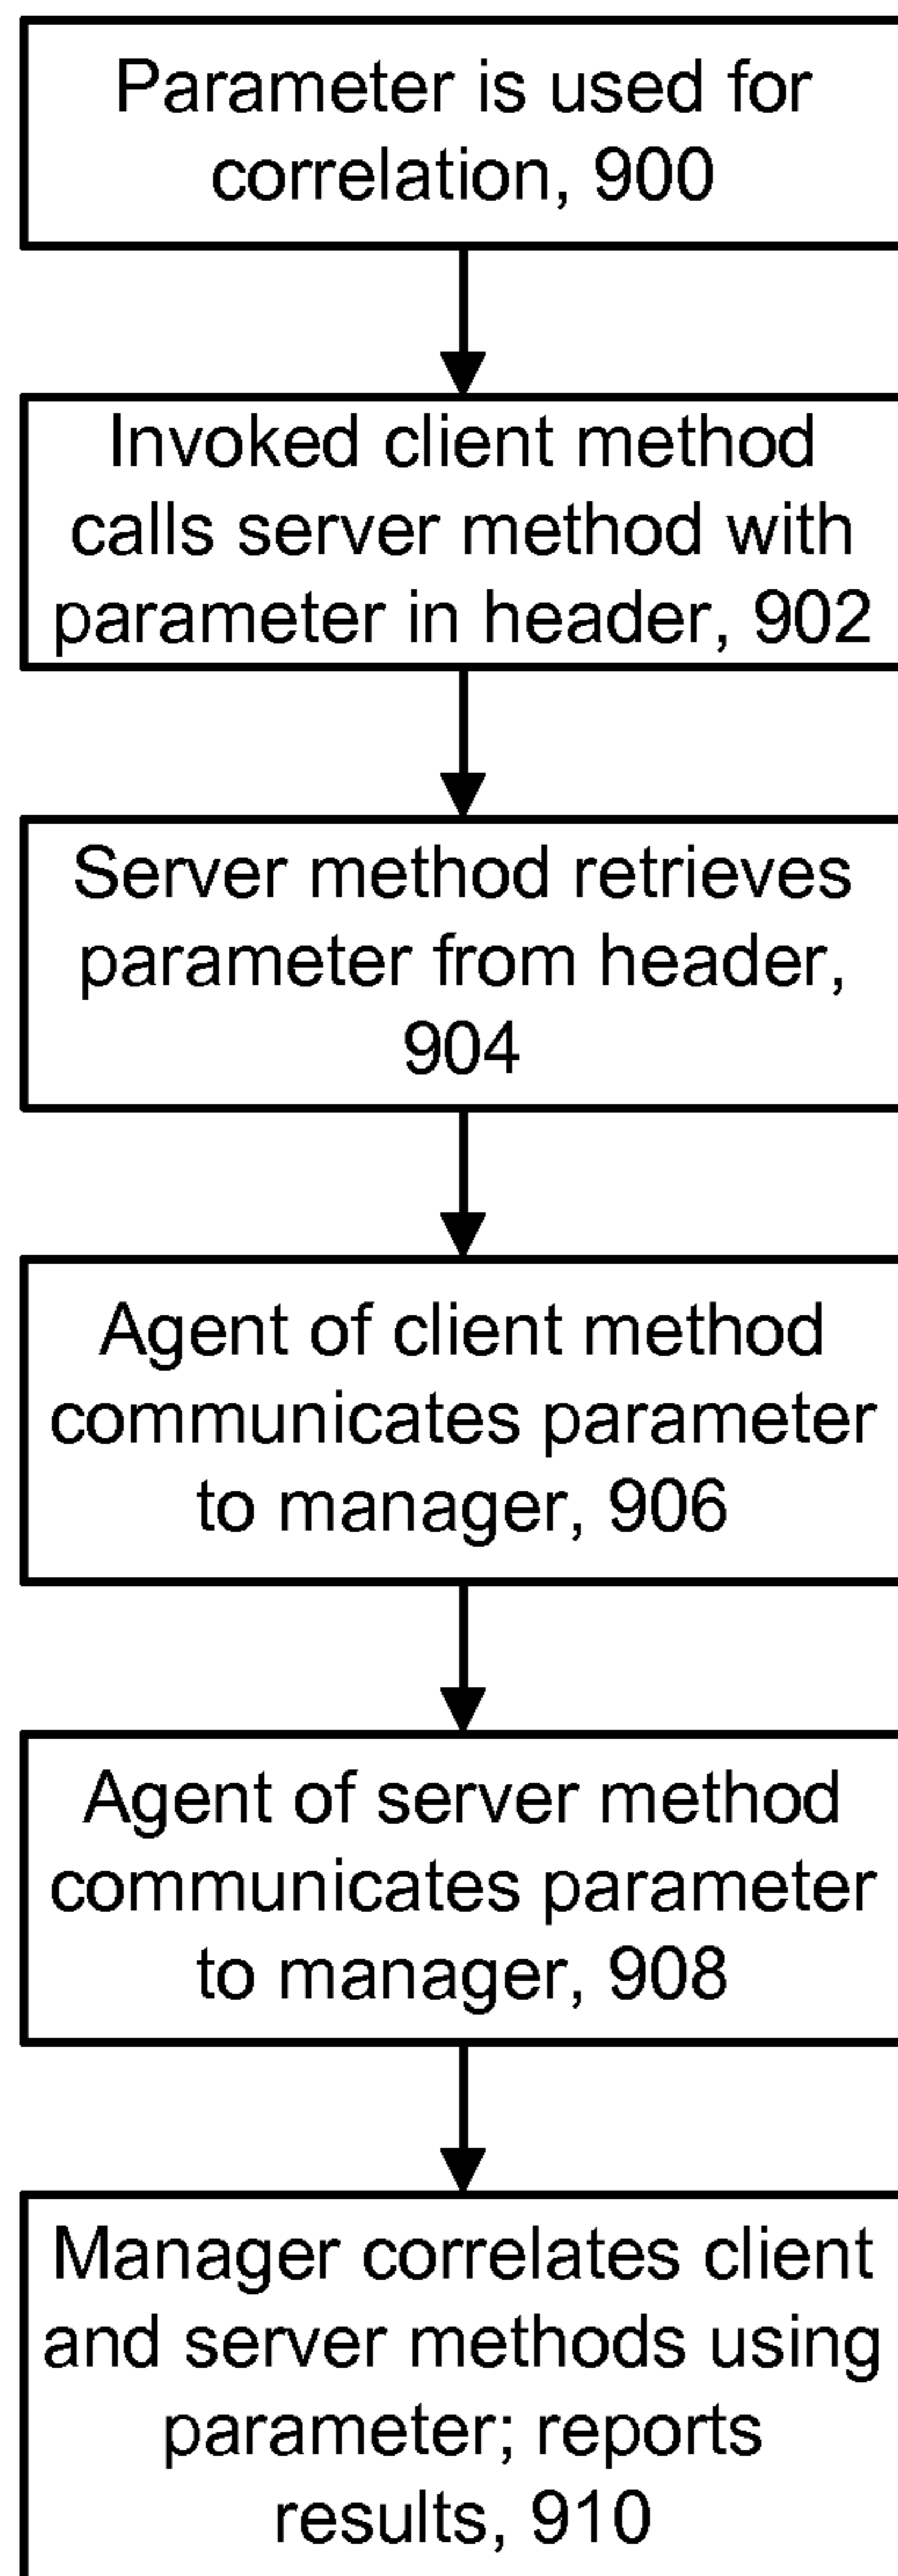 Parameter is used for
correlation, 900
Invoked client method
calls server method with
parameter in header, 902
Server method retrieves
parameter from header,
904
Agent of client method
communicates parameter
to manager, 906
Agent of server method
communicates parameter
to manager, 908
Manager correlates client
and server methods using
parameter; reports
results, 910